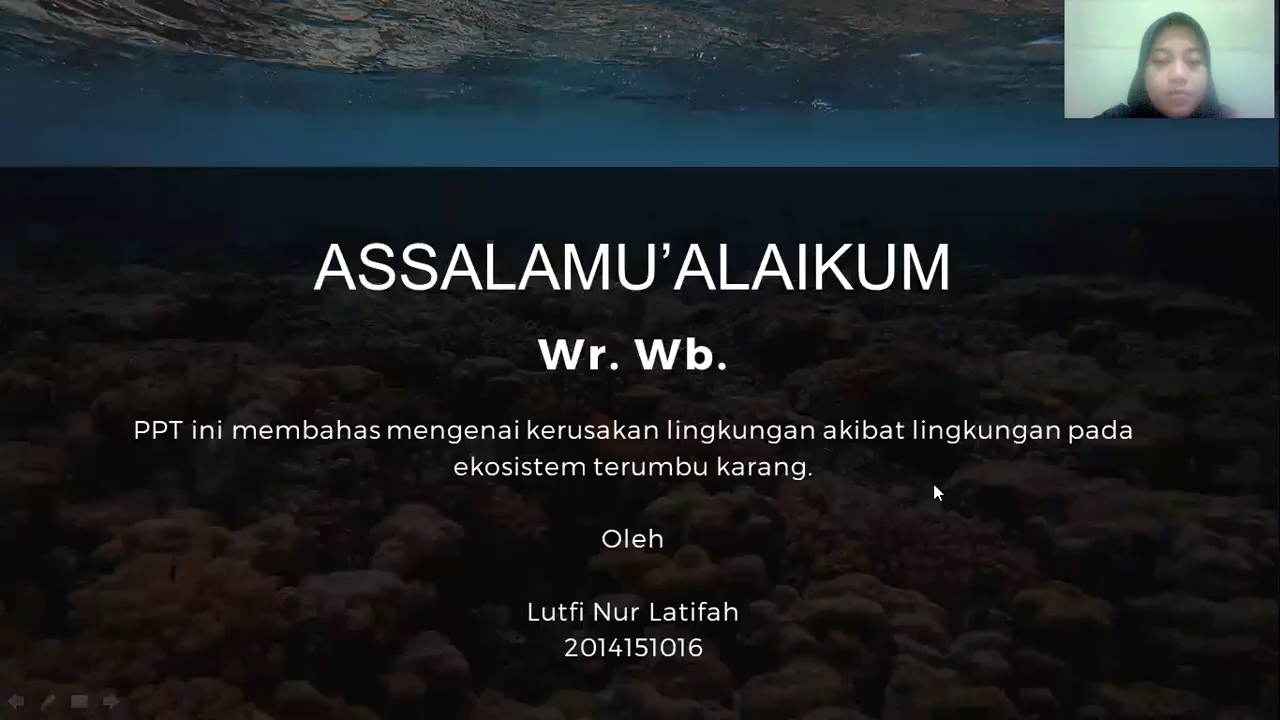 ASSALAMU’ALAIKUM
Wr. Wb.
PPT ini membahas mengenai kerusakan lingkungan akibat lingkungan pada
ekosistem terumbu karang.
Oleh
Lutfi Nur Latifah
2014151016